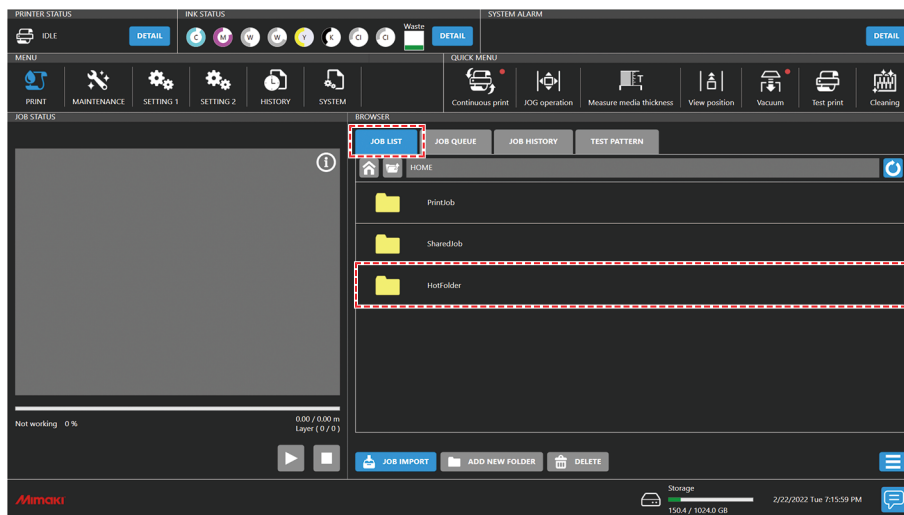 PRINTER STATUS
INK STATUS
SYSTEM ALARM
IDLE
DETAIL
C M W W Y K Cl Cl
Waste
DETAIL
DETAIL
MENU
QUICK MENU
PRINT
MAINTENANCE
SETTING 1
SETTING 2
HISTORY
SYSTEM
Continuous print
JOG operation
Measure media thickness
View position
Vacuum
Test print
Cleaning
JOB STATUS
BROWSER
JOB LIST
JOB QUEUE
JOB HISTORY
TEST PATTERN
HOME
PrintJob
SharedJob
HotFolder
Not working 0 %
0.00 / 0.00 m
Layer ( 0 / 0 )
JOB IMPORT
ADD NEW FOLDER
DELETE
Mimaki
Storage
150.4 / 1024.0 GB
2/22/2022 Tue 7:15:59 PM